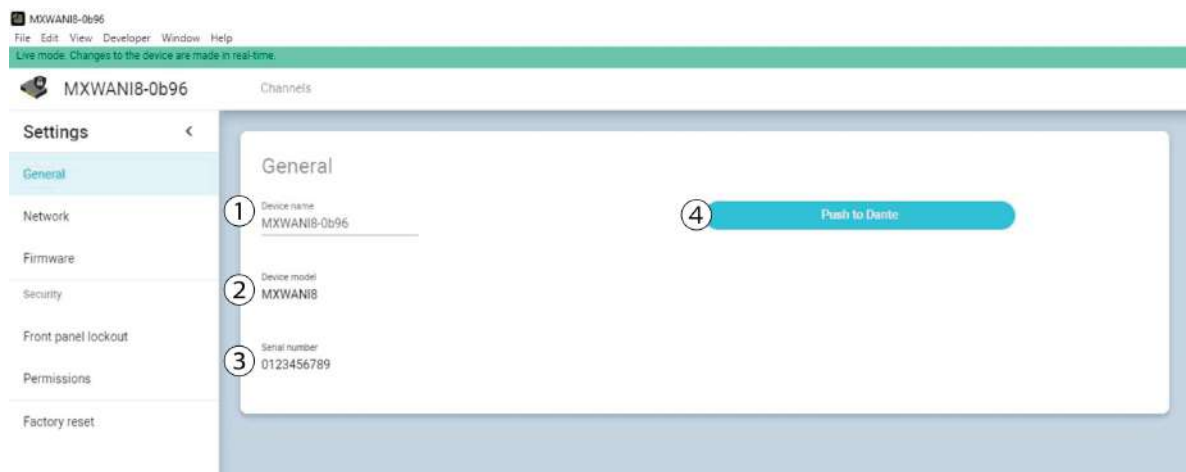 MXWANI8-0b96
File Edit View Developer Window Help
Live mode: Changes to the device are made in real-time.
MXWANI8-0b96 Channels
Settings <
General
Network
Firmware
Security
Front panel lockout
Permissions
Factory reset
General
1 Device name
MXWANI8-0b96
2 Device model
MXWANI8
3 Serial number
0123456789
4 Push to Dante